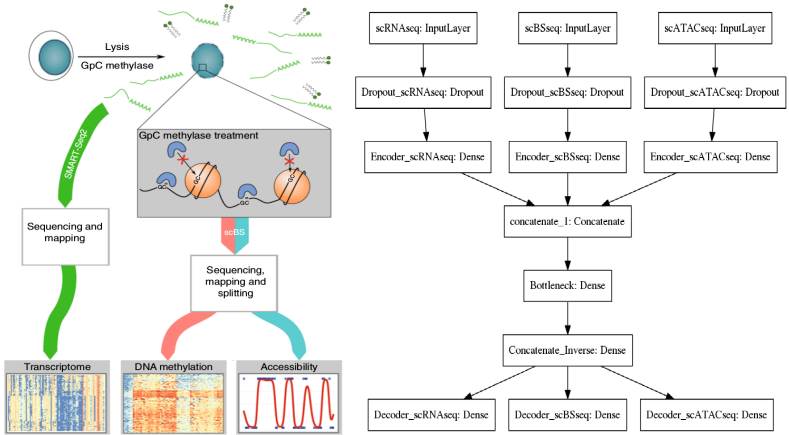 Lysis
GpC methylase
SMART-Seq2
GpC methylase treatment
GC
GC
GC
GC
scBS
Sequencing and
mapping
Sequencing,
mapping and
splitting
Transcriptome
DNA methylation
Accessibility
scRNAseq: InputLayer
scBSseq: InputLayer
scATACseq: InputLayer
Dropout_scRNAseq: Dropout
Dropout_scBSseq: Dropout
Dropout_scATACseq: Dropout
Encoder_scRNAseq: Dense
Encoder_scBSseq: Dense
Encoder_scATACseq: Dense
concatenate_1: Concatenate
Bottleneck: Dense
Concatenate_Inverse: Dense
Decoder_scRNAseq: Dense
Decoder_scBSseq: Dense
Decoder_scATACseq: Dense